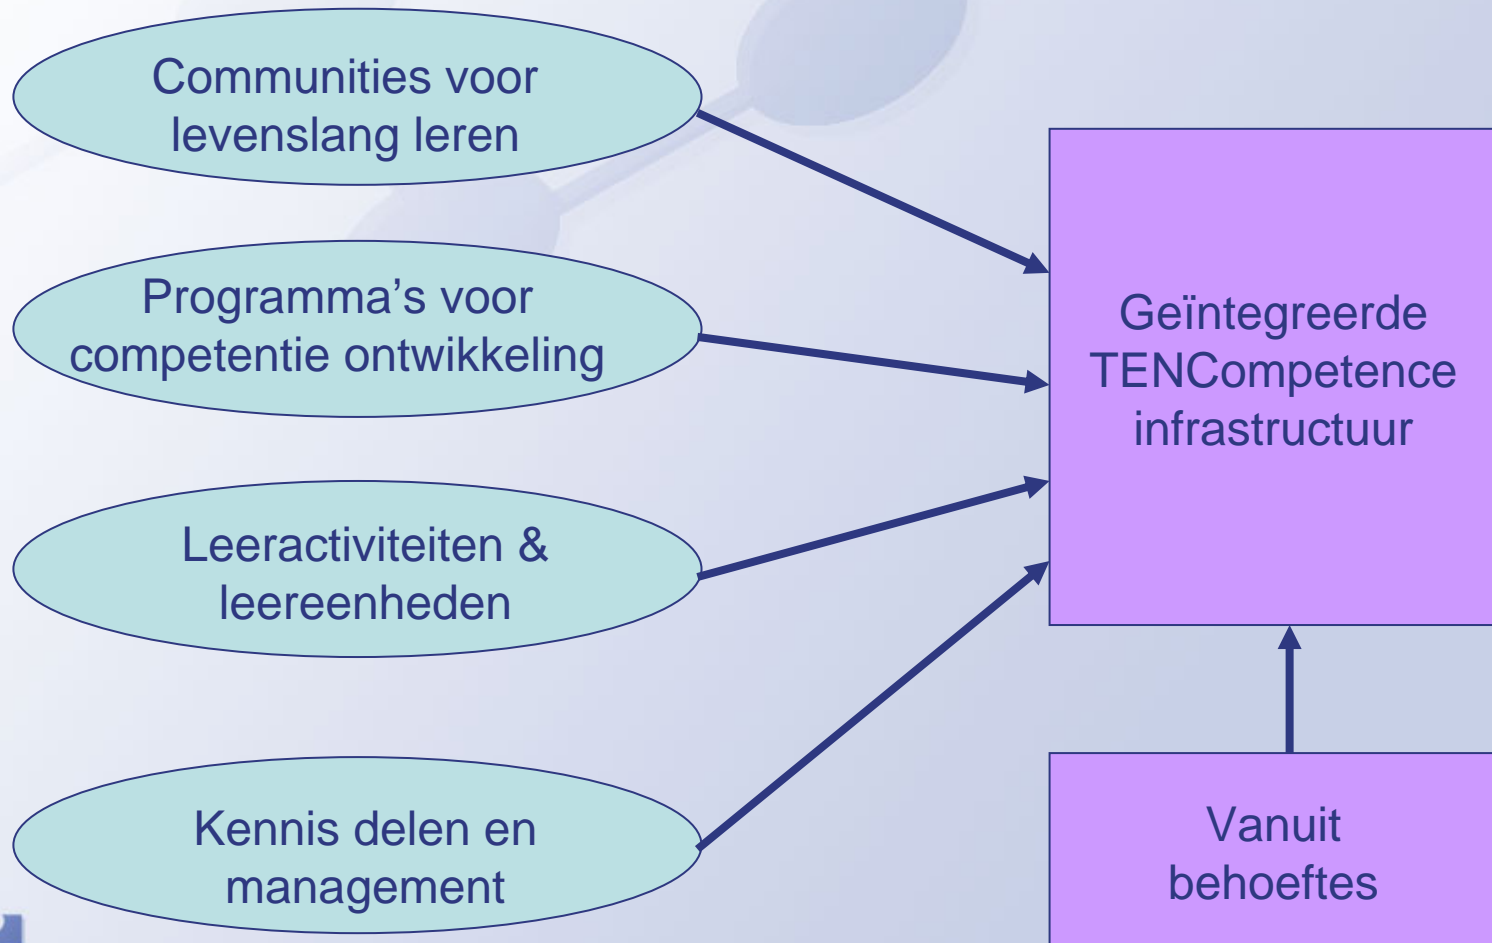 Communities voor
levenslang leren
Programma’s voor
competentie ontwikkeling
Leeractiviteiten &
leereenheden
Kennis delen en
management
Geïntegreerde
TENCompetence
infrastructuur
Vanuit
behoeftes